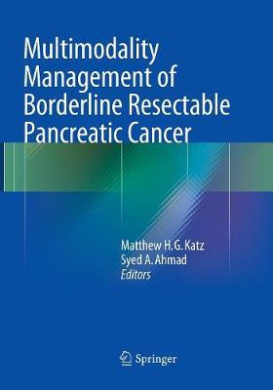 Multimodality
Management of
Borderline Resectable
Pancreatic Cancer
Matthew H. G. Katz
Syed A. Ahmad
Editors
Springer